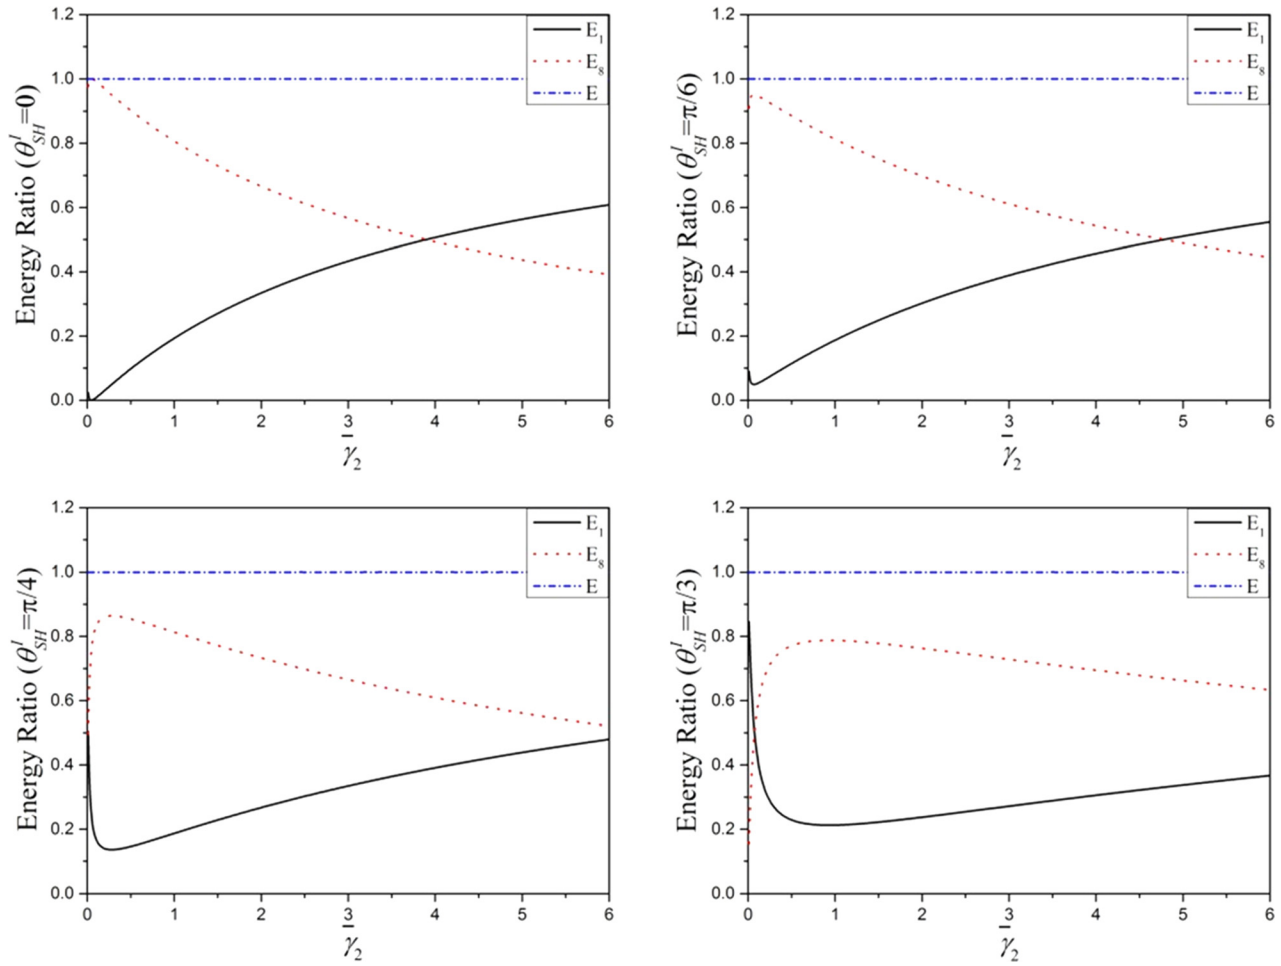 Energy Ratio (θ^I_SH=0)
1.2
1.0
0.8
0.6
0.4
0.2
0.0
0 1 2 3 4 5 6
γ̅₂
E₁
E₈
E
Energy Ratio (θ^I_SH=π/6)
1.2
1.0
0.8
0.6
0.4
0.2
0.0
0 1 2 3 4 5 6
γ̅₂
E₁
E₈
E
Energy Ratio (θ^I_SH=π/4)
1.2
1.0
0.8
0.6
0.4
0.2
0.0
0 1 2 3 4 5 6
γ̅₂
E₁
E₈
E
Energy Ratio (θ^I_SH=π/3)
1.2
1.0
0.8
0.6
0.4
0.2
0.0
0 1 2 3 4 5 6
γ̅₂
E₁
E₈
E